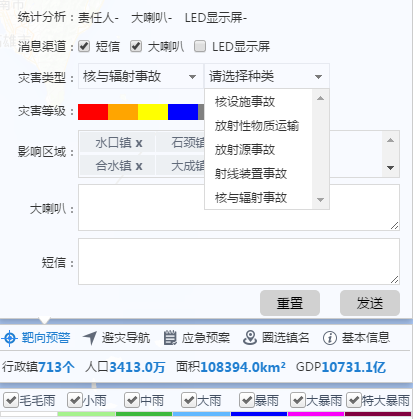 统计分析： 责任人- 大喇叭- LED显示屏-
消息渠道： 短信 大喇叭 LED显示屏
灾害类型： 核与辐射事故 请选择种类
核设施事故
放射性物质运输
放射源事故
射线装置事故
核与辐射事故
灾害等级：
影响区域： 水口镇 x 石颈镇
合水镇 x 大成镇
大喇叭：
短信：
重置 发送
靶向预警 避灾导航 应急预案 圆选镇名 基本信息
行政镇713个 人口3413.0万 面积108394.0km² GDP10731.1亿
毛毛雨 小雨 中雨 大雨 暴雨 大暴雨 特大暴雨